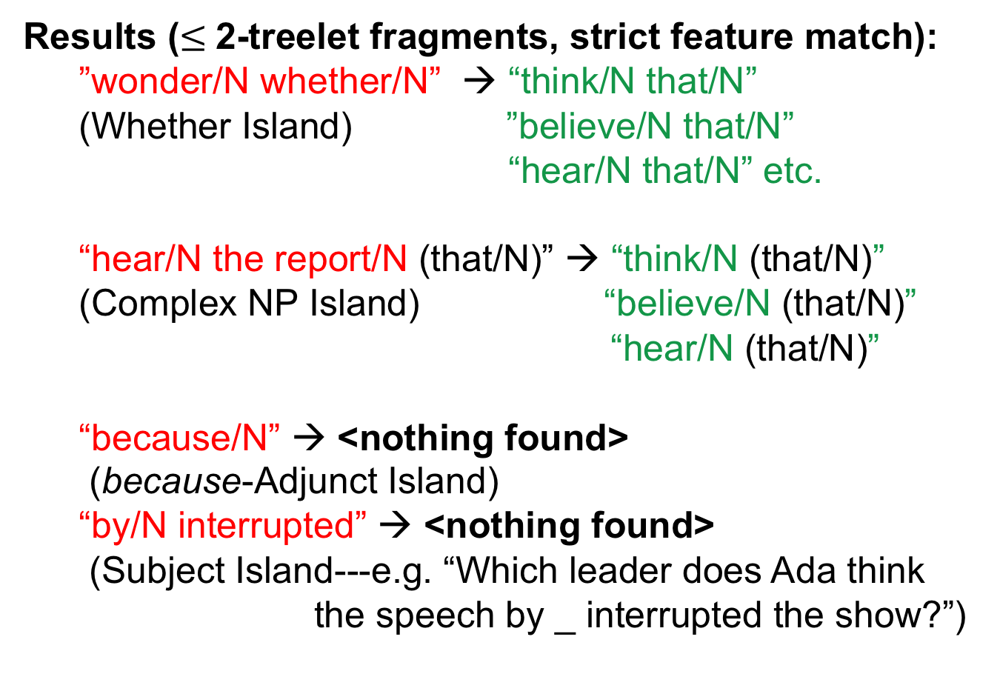 Results (≤ 2-treelet fragments, strict feature match):
”wonder/N whether/N” → “think/N that/N”
(Whether Island) ”believe/N that/N”
“hear/N that/N” etc.
“hear/N the report/N (that/N)” → “think/N (that/N)”
(Complex NP Island) “believe/N (that/N)”
“hear/N (that/N)”
“because/N” → <nothing found>
(because-Adjunct Island)
“by/N interrupted” → <nothing found>
(Subject Island---e.g. “Which leader does Ada think
the speech by _ interrupted the show?”)